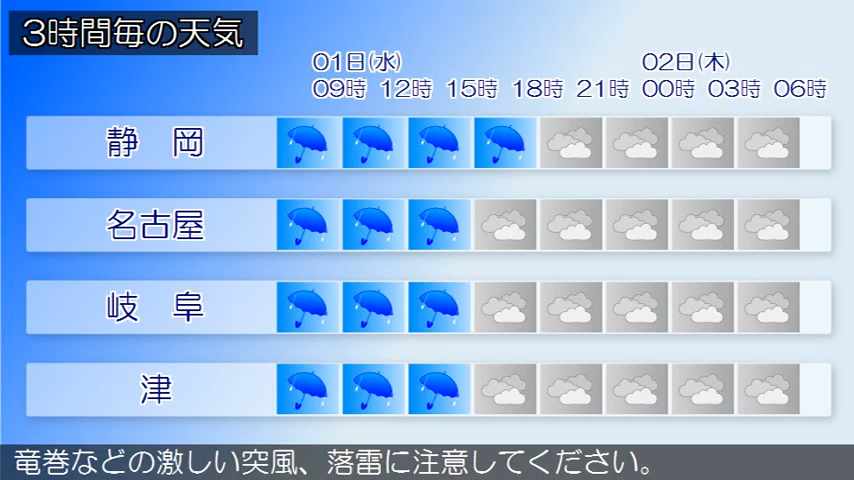 3時間毎の天気
01日(水) 02日(木)
09時 12時 15時 18時 21時 00時 03時 06時
静　岡
名古屋
岐　阜
津
竜巻などの激しい突風、落雷に注意してください。